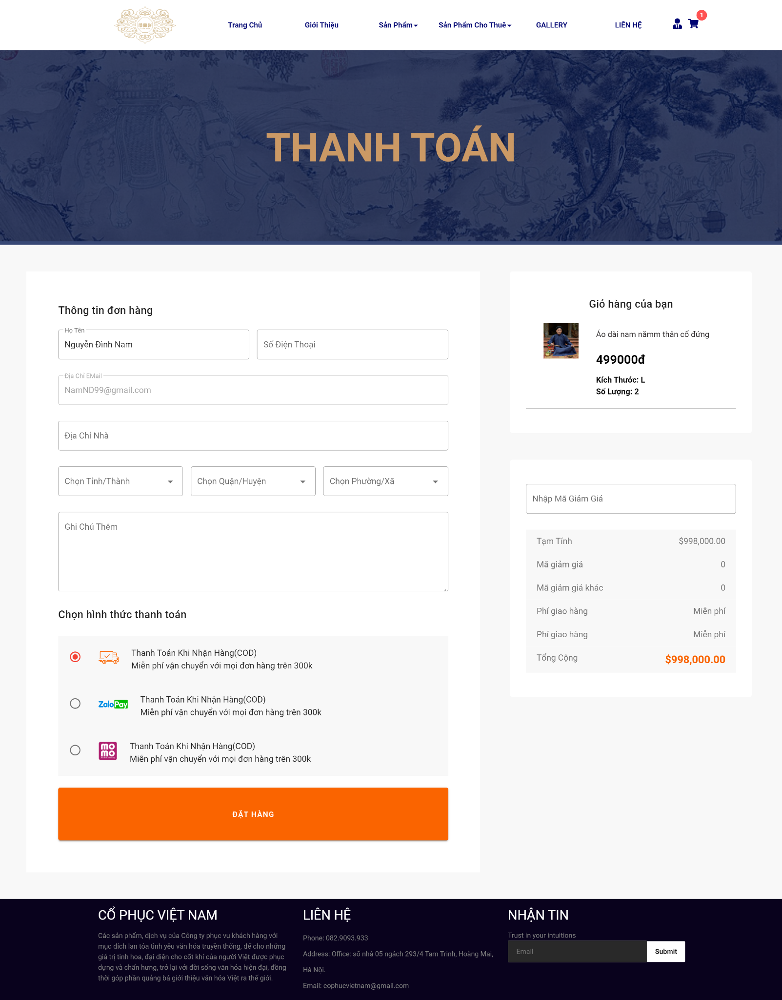 Trang Chủ
Giới Thiệu
Sản Phẩm
Sản Phẩm Cho Thuê
GALLERY
LIÊN HỆ
1
THANH TOÁN
Thông tin đơn hàng
Họ Tên
Nguyễn Đình Nam
Số Điện Thoại
Địa Chỉ EMail
NamND99@gmail.com
Địa Chỉ Nhà
Chọn Tỉnh/Thành
Chọn Quận/Huyện
Chọn Phường/Xã
Ghi Chú Thêm
Chọn hình thức thanh toán
Thanh Toán Khi Nhận Hàng(COD)
Miễn phí vận chuyển với mọi đơn hàng trên 300k
ZaloPay
Thanh Toán Khi Nhận Hàng(COD)
Miễn phí vận chuyển với mọi đơn hàng trên 300k
mo
mo
mobile money
Thanh Toán Khi Nhận Hàng(COD)
Miễn phí vận chuyển với mọi đơn hàng trên 300k
ĐẶT HÀNG
Giỏ hàng của bạn
Áo dài nam nămm thân cổ đứng
499000đ
Kích Thước: L
Số Lượng: 2
Nhập Mã Giảm Giá
Tạm Tính $998,000.00
Mã giảm giá 0
Mã giảm giá khác 0
Phí giao hàng Miễn phí
Phí giao hàng Miễn phí
Tổng Cộng $998,000.00
CỔ PHỤC VIỆT NAM
Các sản phẩm, dịch vụ của Công ty phục vụ khách hàng với
mục đích lan tỏa tình yêu văn hóa truyền thống, để cho những
giá trị tinh hoa, đại diện cho cốt khí của người Việt được phục
dựng và chấn hưng, trở lại với đời sống văn hóa hiện đại, đồng
thời góp phần quảng bá giới thiệu văn hóa Việt ra thế giới.
LIÊN HỆ
Phone: 082.9093.933
Address: Office: số nhà 05 ngách 293/4 Tam Trinh, Hoàng Mai,
Hà Nội.
Email: cophucvietnam@gmail.com
NHẬN TIN
Trust in your intuitions
Email
Submit